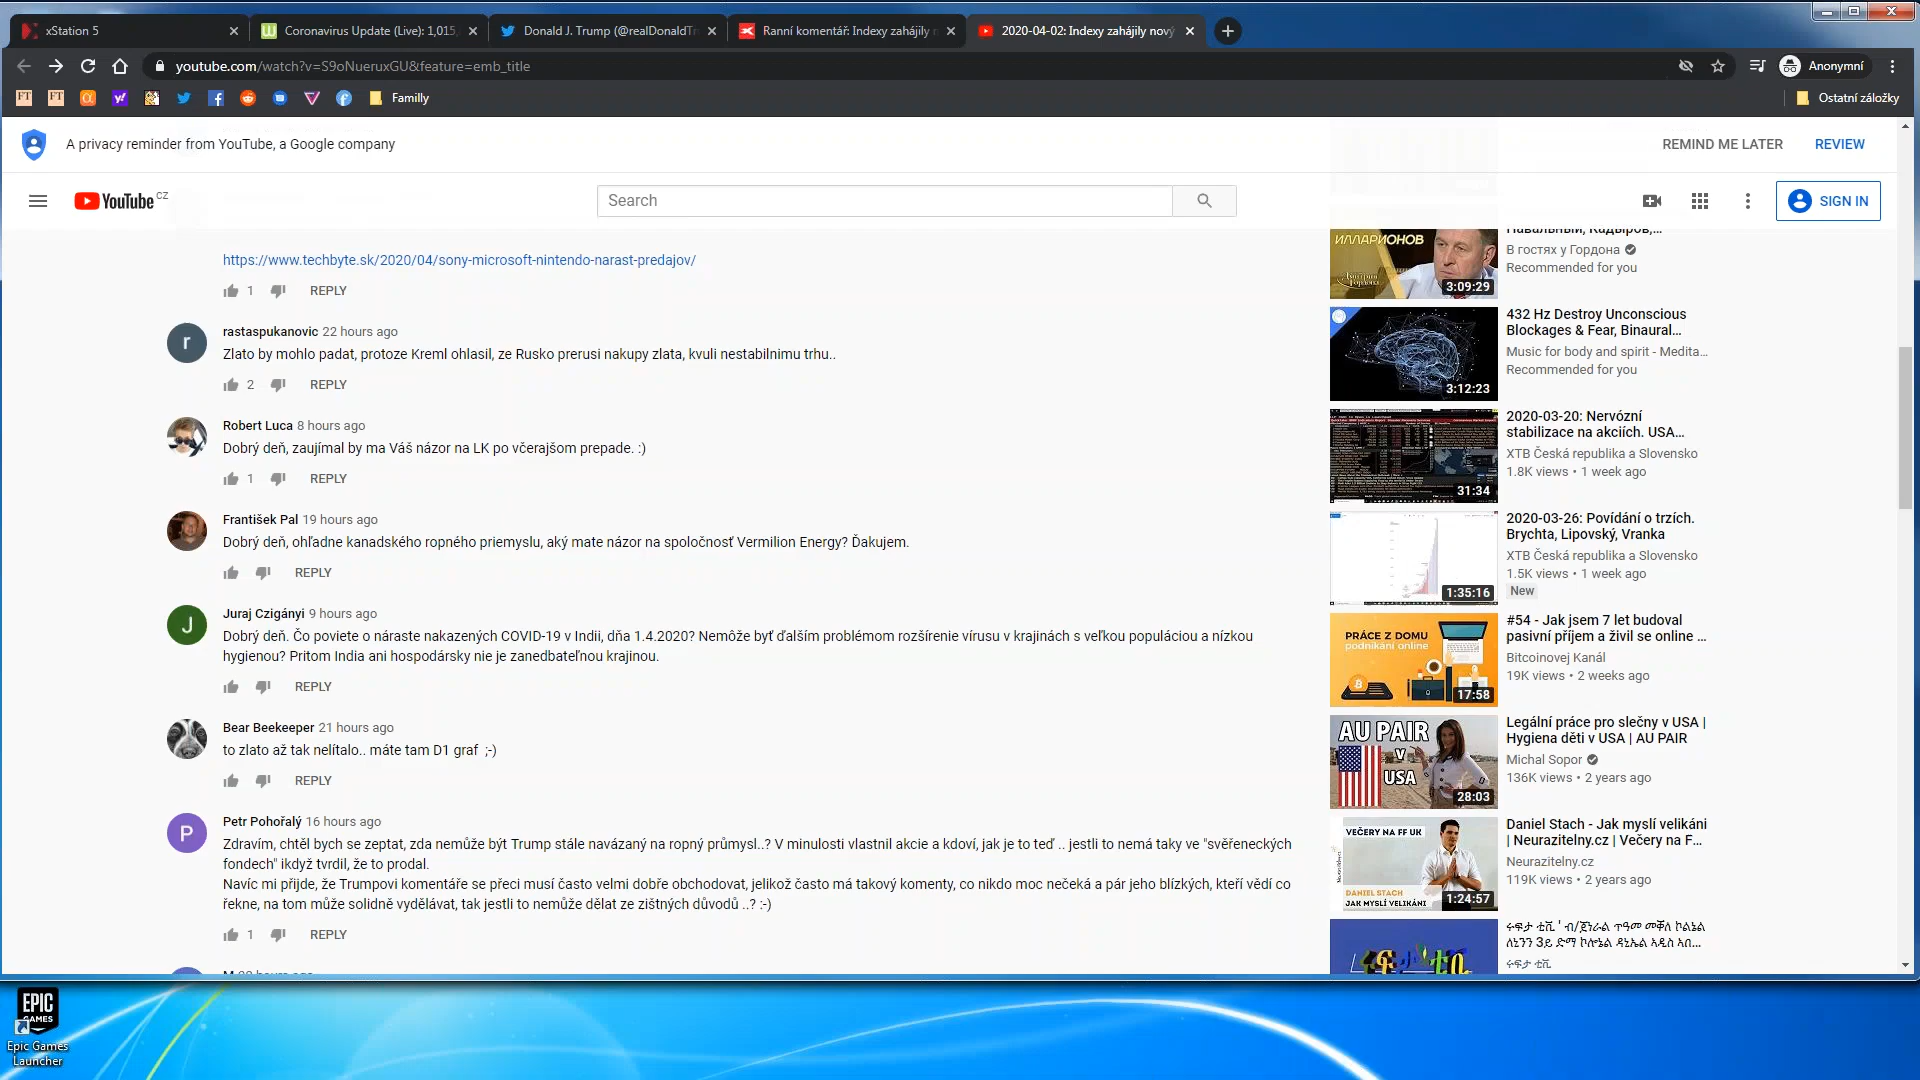 xStation 5
Coronavirus Update (Live): 1,015,
Donald J. Trump (@realDonaldTr
Ranní komentář: Indexy zahájily n
2020-04-02: Indexy zahájily nový
youtube.com/watch?v=S9oNueruxGU&feature=emb_title
Anonymní
Familly
Ostatní záložky
A privacy reminder from YouTube, a Google company
REMIND ME LATER
REVIEW
YouTube CZ
Search
SIGN IN
https://www.techbyte.sk/2020/04/sony-microsoft-nintendo-narast-predajov/
1 REPLY
rastaspukanovic 22 hours ago
Zlato by mohlo padat, protoze Kreml ohlasil, ze Rusko prerusi nakupy zlata, kvuli nestabilnimu trhu..
2 REPLY
Robert Luca 8 hours ago
Dobrý deň, zaujímal by ma Váš názor na LK po včerajšom prepade. :)
1 REPLY
František Pal 19 hours ago
Dobrý deň, ohľadne kanadského ropného priemyslu, aký mate názor na spoločnosť Vermilion Energy? Ďakujem.
REPLY
J
Juraj Czigányi 9 hours ago
Dobrý deň. Čo poviete o náraste nakazených COVID-19 v Indii, dňa 1.4.2020? Nemôže byť ďalším problémom rozšírenie vírusu v krajinách s veľkou populáciou a nízkou
hygienou? Pritom India ani hospodársky nie je zanedbateľnou krajinou.
REPLY
Bear Beekeeper 21 hours ago
to zlato až tak nelítalo.. máte tam D1 graf ;-)
REPLY
P
Petr Pohořalý 16 hours ago
Zdravím, chtěl bych se zeptat, zda nemůže být Trump stále navázaný na ropný průmysl..? V minulosti vlastnil akcie a kdoví, jak je to teď .. jestli to nemá taky ve "svěřeneckých
fondech" ikdyž tvrdil, že to prodal.
Navíc mi přijde, že Trumpovi komentáře se přeci musí často velmi dobře obchodovat, jelikož často má takový komenty, co nikdo moc nečeká a pár jeho blízkých, kteří vědí co
řekne, na tom může solidně vydělávat, tak jestli to nemůže dělat ze zištných důvodů ..? :-)
1 REPLY
ИЛЛАРИОНОВ
3:09:29
Навальный, Кадыров,...
В гостях у Гордона
Recommended for you
3:12:23
432 Hz Destroy Unconscious
Blockages & Fear, Binaural...
Music for body and spirit - Medita...
Recommended for you
31:34
2020-03-20: Nervózní
stabilizace na akciích. USA...
XTB Česká republika a Slovensko
1.8K views • 1 week ago
1:35:16
2020-03-26: Povídání o trzích.
Brychta, Lipovský, Vranka
XTB Česká republika a Slovensko
1.5K views • 1 week ago
New
PRÁCE Z DOMU
podnikání online
17:58
#54 - Jak jsem 7 let budoval
pasivní příjem a živil se online ...
Bitcoinovej Kanál
19K views • 2 weeks ago
AU PAIR
V
USA
28:03
Legální práce pro slečny v USA |
Hygiena děti v USA | AU PAIR
Michal Sopor
136K views • 2 years ago
VEČERY NA FF UK
DANIEL STACH
JAK MYSLÍ VELIKÁNI
1:24:57
Daniel Stach - Jak myslí velikáni
| Neurazitelny.cz | Večery na F...
Neurazitelny.cz
119K views • 2 years ago
ሩፍታ ቲቪ
EPIC
GAMES
Epic Games
Launcher